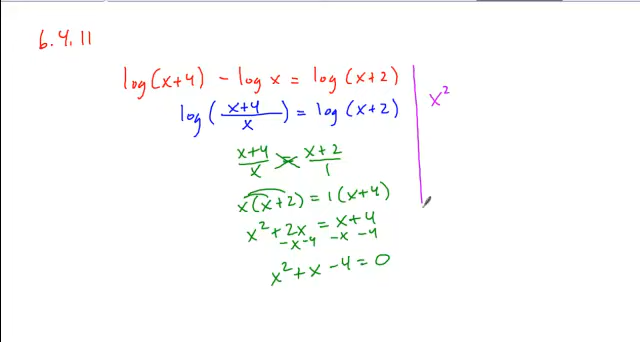 6.4.11
log(x+4) - log x = log(x+2)
log(x+4/x) = log(x+2)
x+4/x = x+2/1
x(x+2) = 1(x+4)
x²+2x = x+4
-x-4 -x -4
x²+x-4=0
x²